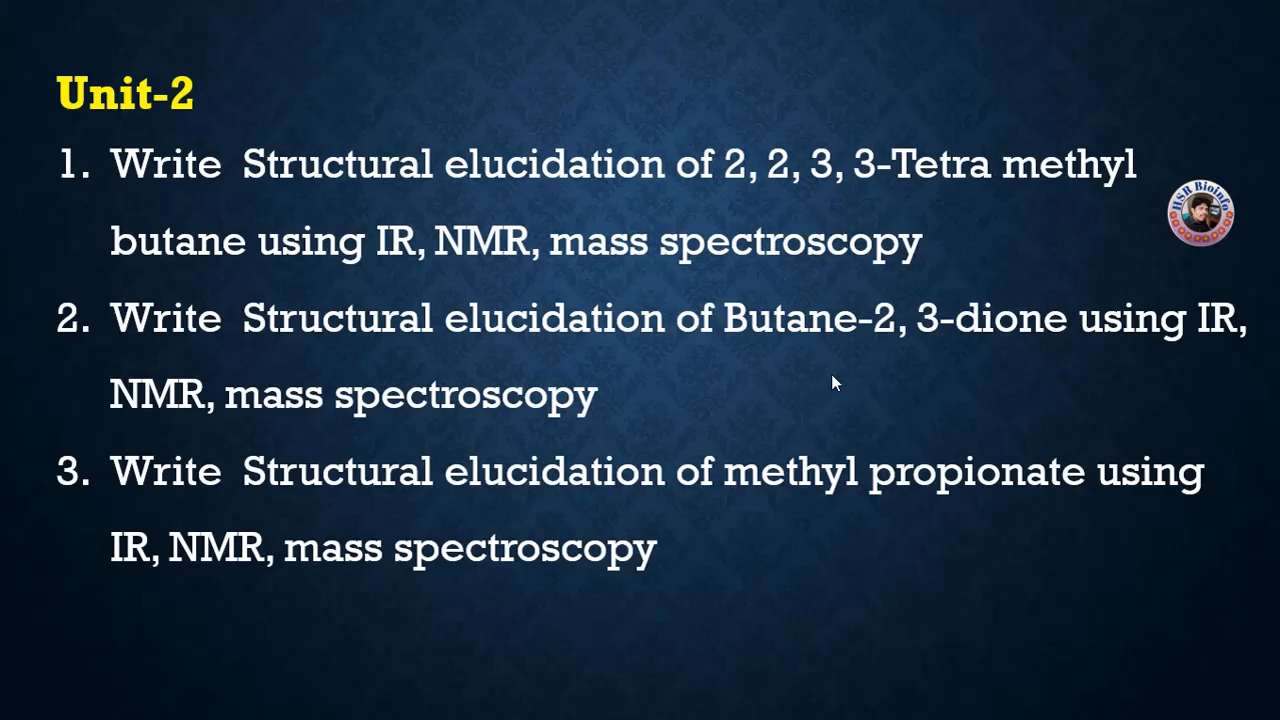 Unit-2
1. Write Structural elucidation of 2, 2, 3, 3-Tetra methyl
butane using IR, NMR, mass spectroscopy
HSR Bioinfo
2. Write Structural elucidation of Butane-2, 3-dione using IR,
NMR, mass spectroscopy
3. Write Structural elucidation of methyl propionate using
IR, NMR, mass spectroscopy